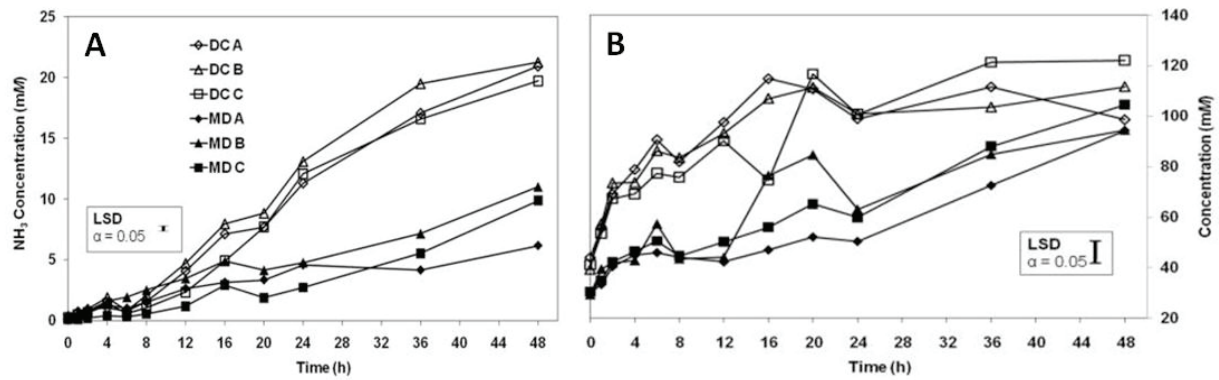 A
DC A
DC B
DC C
MD A
MD B
MD C
LSD
α = 0.05
NH₃ Concentration (mM)
25
20
15
10
5
0
0 4 8 12 16 20 24 28 32 36 40 44 48
Time (h)
B
LSD
α = 0.05
140
120
100
80
60
40
20
Concentration (mM)
0 4 8 12 16 20 24 28 32 36 40 44 48
Time (h)